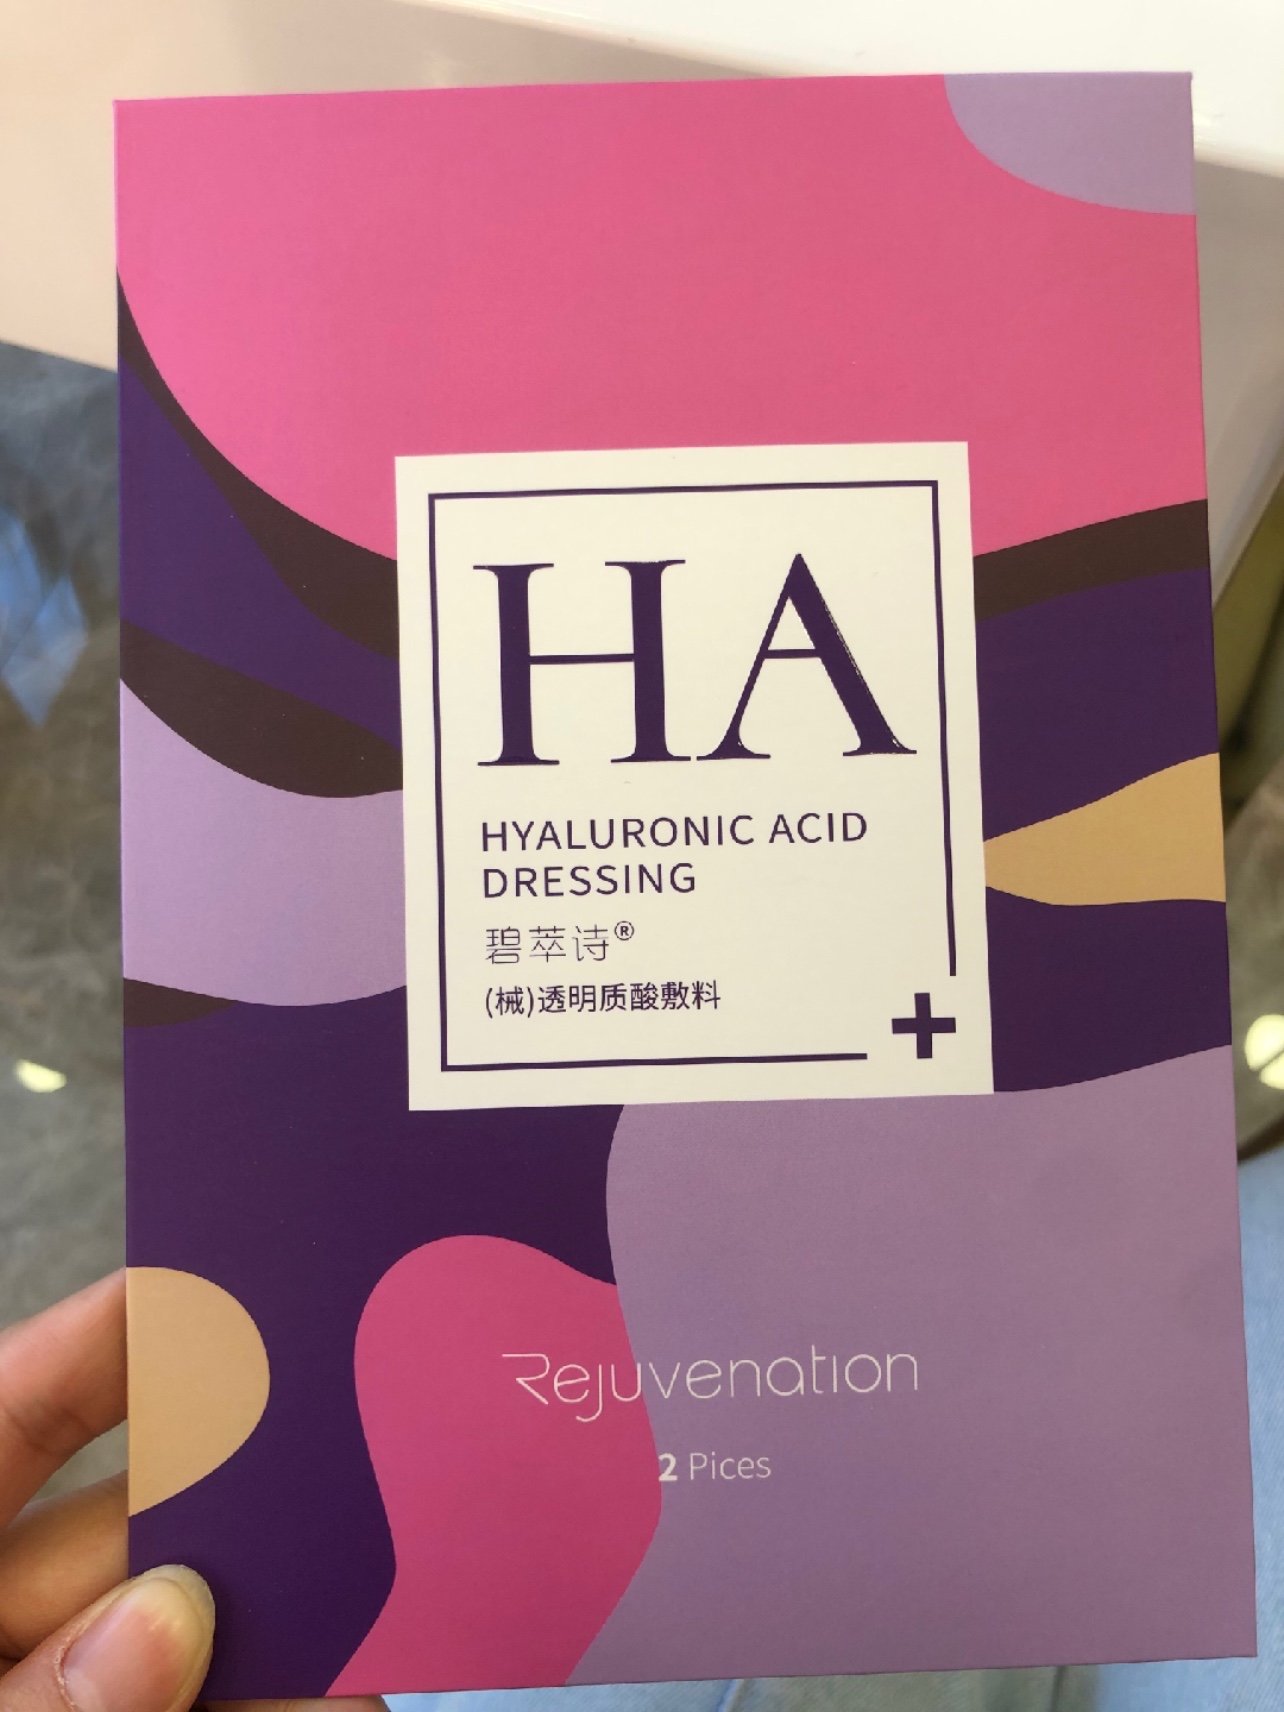 HA
HYALURONIC ACID
DRESSING
碧萃诗®
(械)透明质酸敷料
Rejuvenation
2 Pices